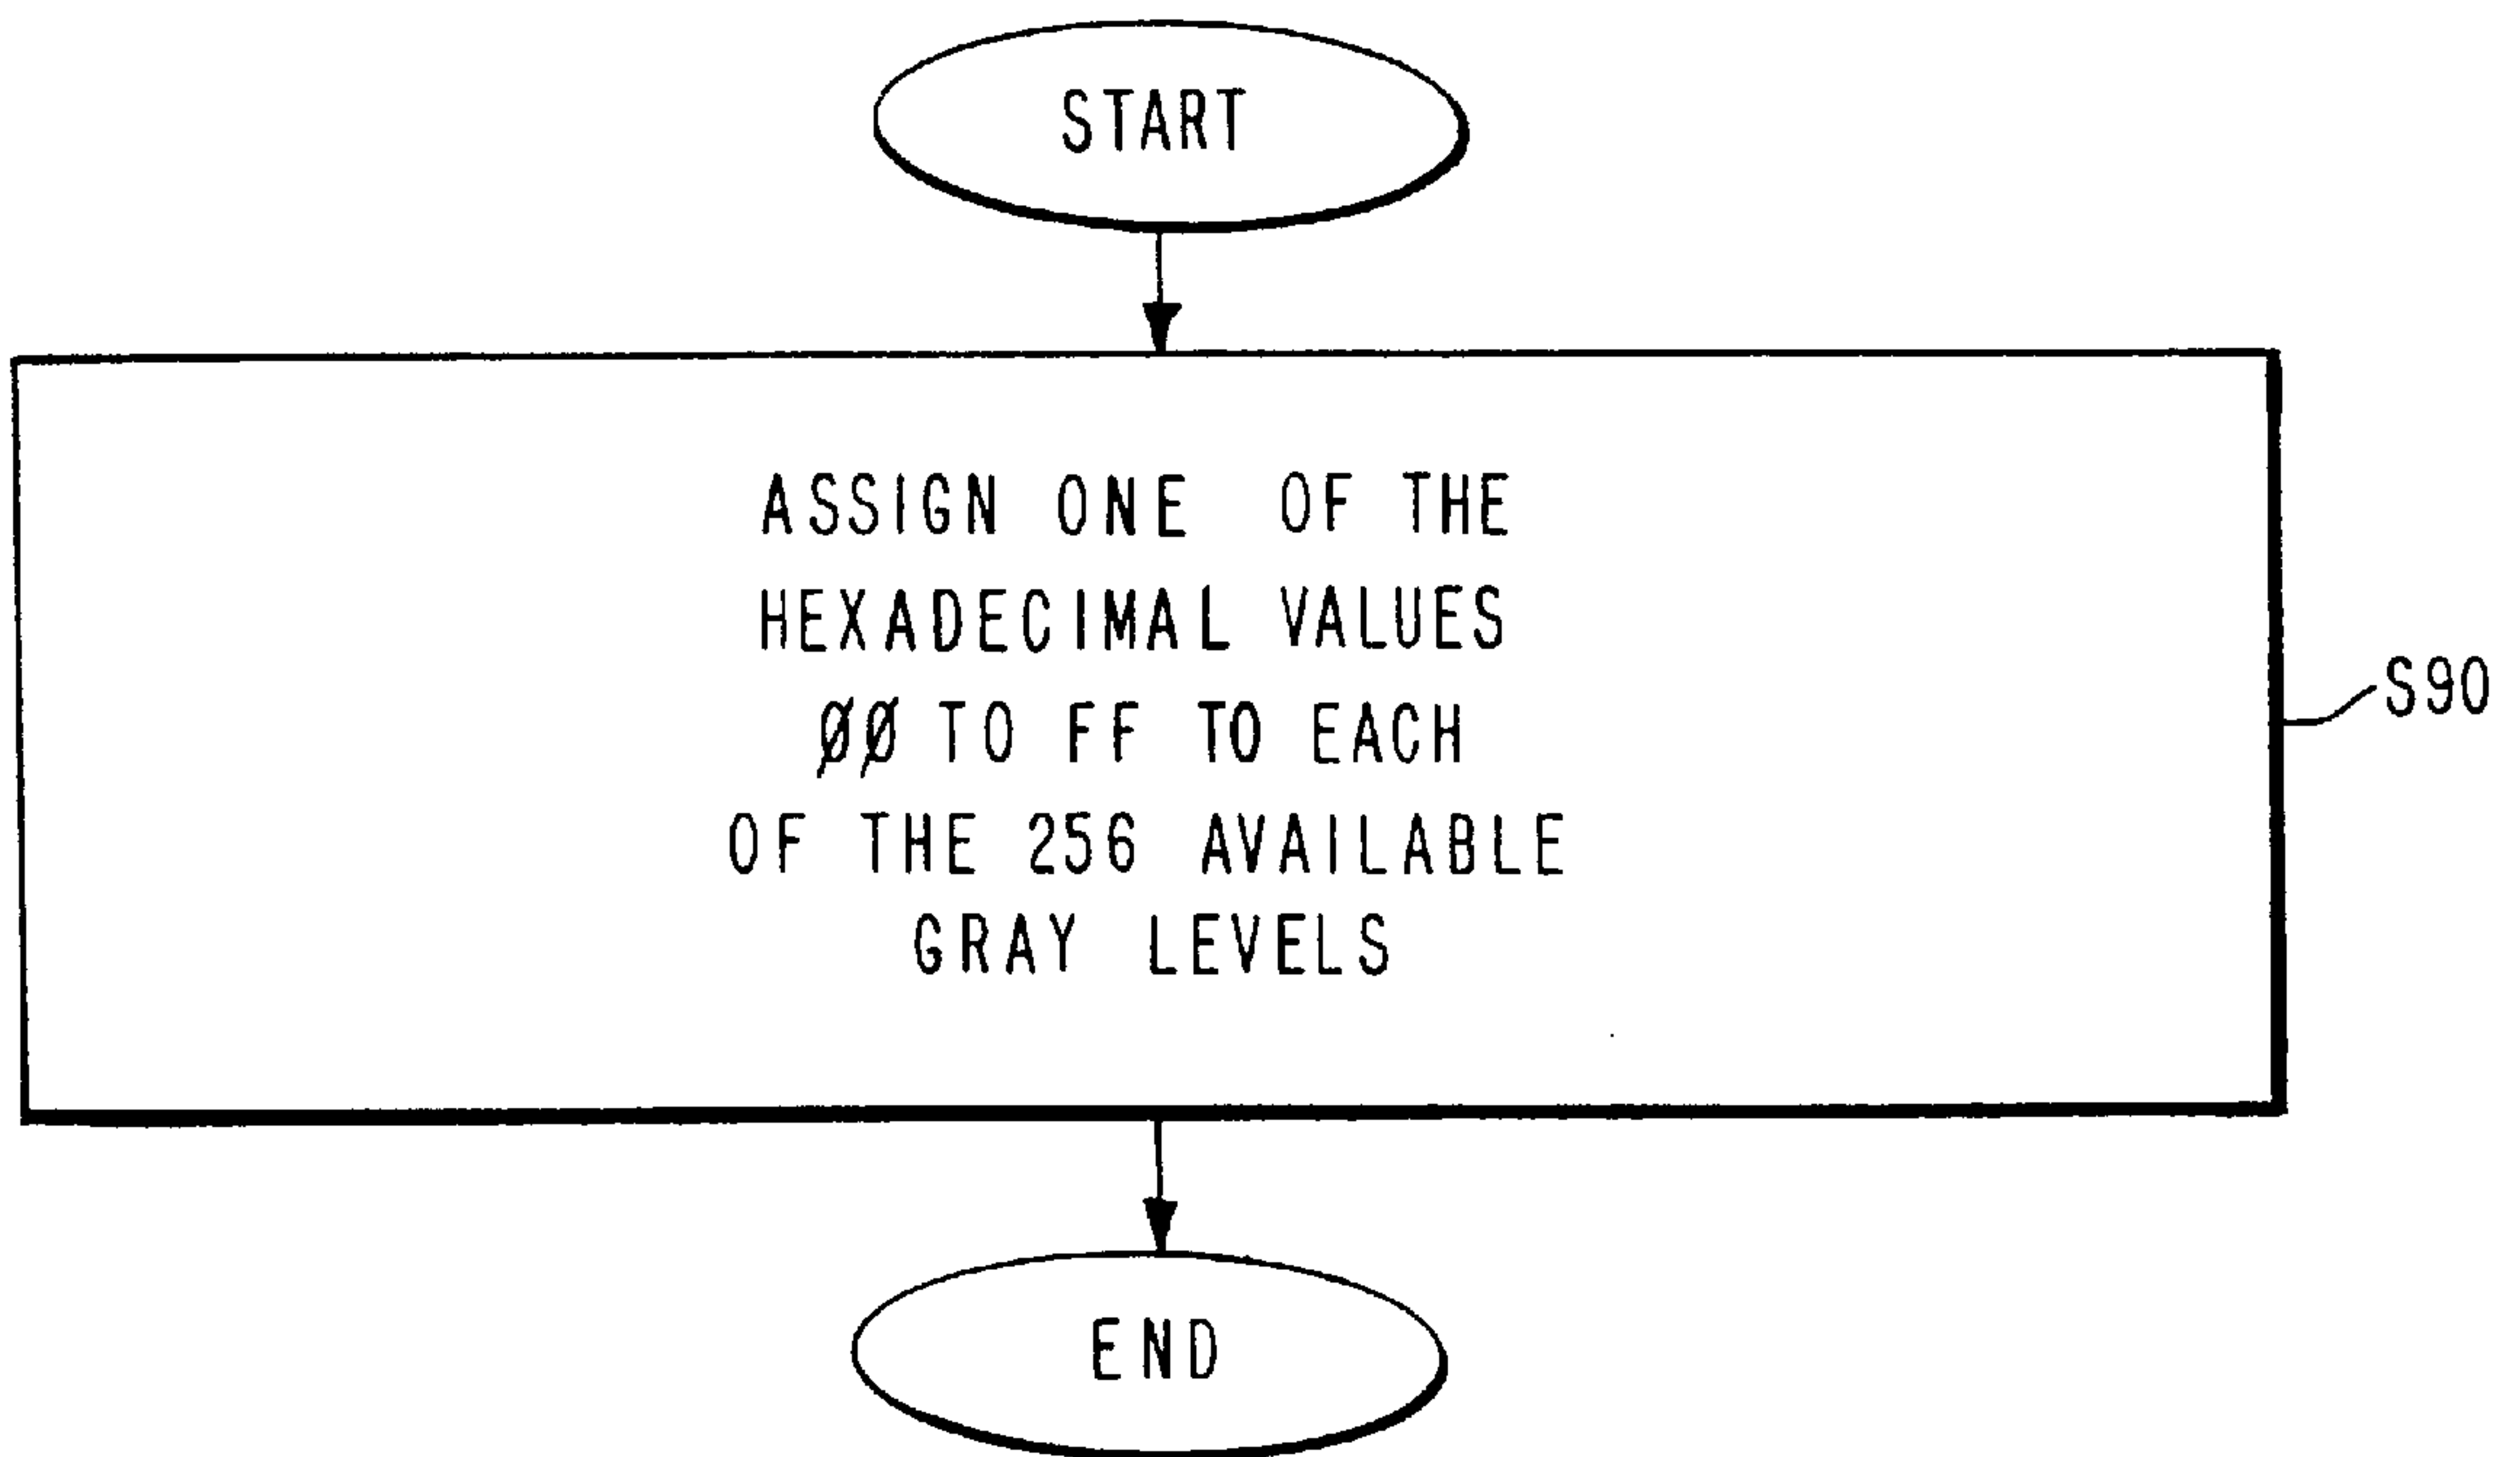 START
ASSIGN ONE OF THE
HEXADECIMAL VALUES
ØØ TO FF TO EACH
OF THE 256 AVAILABLE
GRAY LEVELS
S90
END